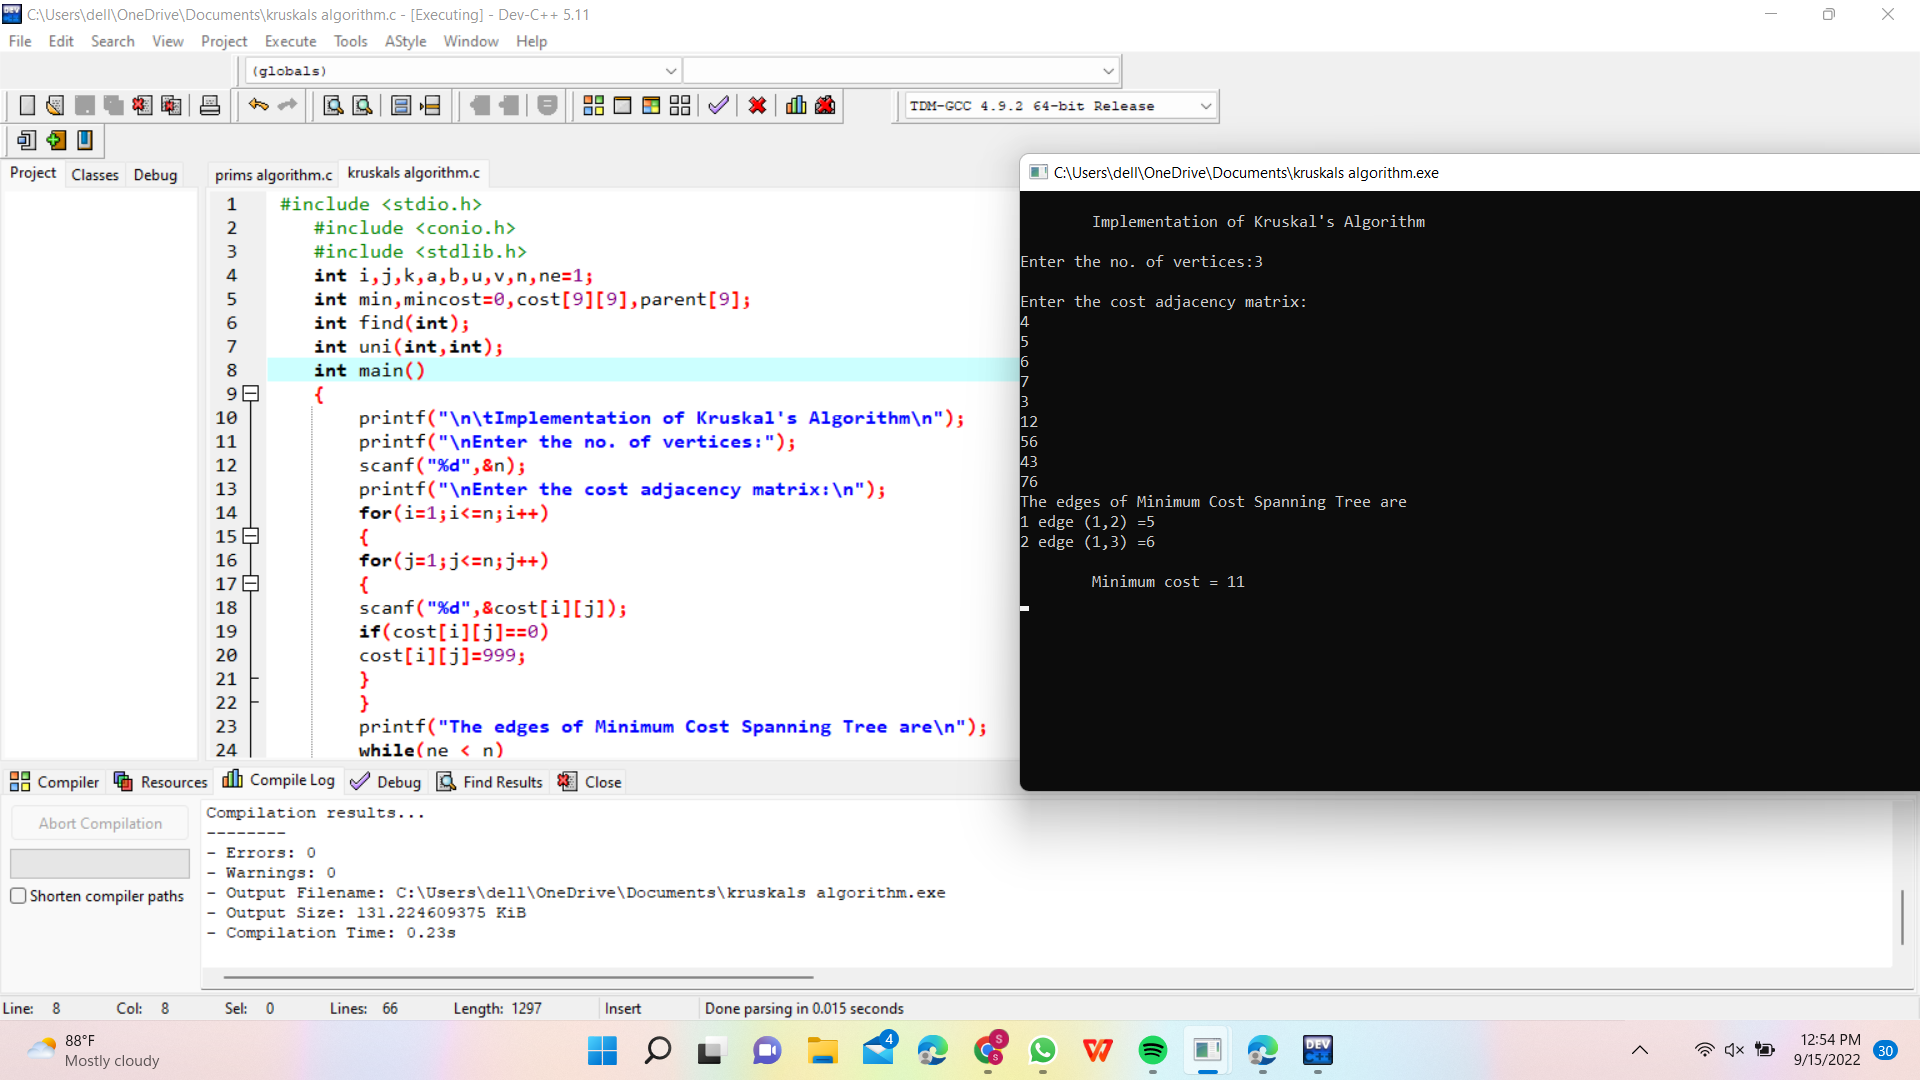 C:\Users\dell\OneDrive\Documents\kruskals algorithm.c - [Executing] - Dev-C++ 5.11
File Edit Search View Project Execute Tools AStyle Window Help
(globals)
TDM-GCC 4.9.2 64-bit Release
Project Classes Debug
prims algorithm.c kruskals algorithm.c
1 #include <stdio.h>
2 #include <conio.h>
3 #include <stdlib.h>
4 int i,j,k,a,b,u,v,n,ne=1;
5 int min,mincost=0,cost[9][9],parent[9];
6 int find(int);
7 int uni(int,int);
8 int main()
9 {
10 printf("\n\tImplementation of Kruskal's Algorithm\n");
11 printf("\nEnter the no. of vertices:");
12 scanf("%d",&n);
13 printf("\nEnter the cost adjacency matrix:\n");
14 for(i=1;i<=n;i++)
15 {
16 for(j=1;j<=n;j++)
17 {
18 scanf("%d",&cost[i][j]);
19 if(cost[i][j]==0)
20 cost[i][j]=999;
21 }
22 }
23 printf("The edges of Minimum Cost Spanning Tree are\n");
24 while(ne < n)
C:\Users\dell\OneDrive\Documents\kruskals algorithm.exe
Implementation of Kruskal's Algorithm
Enter the no. of vertices:3
Enter the cost adjacency matrix:
4
5
6
7
3
12
56
43
76
The edges of Minimum Cost Spanning Tree are
1 edge (1,2) =5
2 edge (1,3) =6
Minimum cost = 11
Compiler Resources Compile Log Debug Find Results Close
Abort Compilation
Shorten compiler paths
Compilation results...
--------
- Errors: 0
- Warnings: 0
- Output Filename: C:\Users\dell\OneDrive\Documents\kruskals algorithm.exe
- Output Size: 131.224609375 KiB
- Compilation Time: 0.23s
Line: 8 Col: 8 Sel: 0 Lines: 66 Length: 1297 Insert Done parsing in 0.015 seconds
88°F
Mostly cloudy
4
S
S
W
DEV
C++
12:54 PM
9/15/2022
30